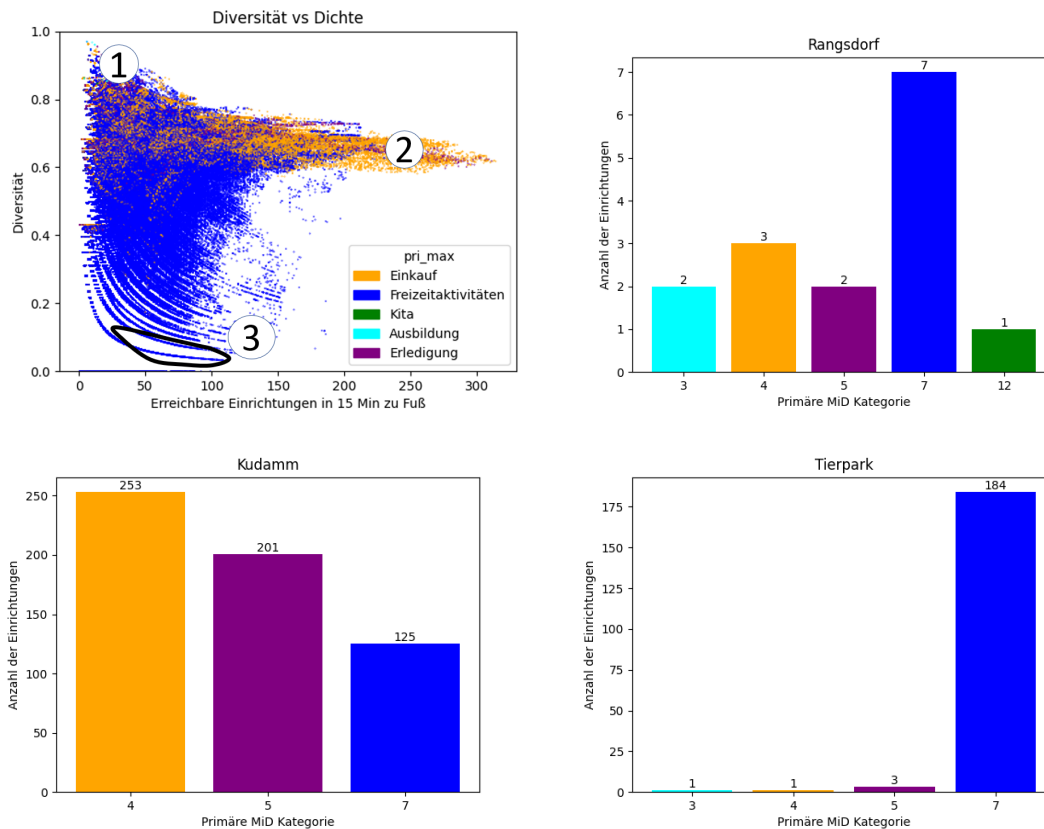 Diversität vs Dichte
Diversität
1.0
0.8
0.6
0.4
0.2
0.0
1
2
3
pri_max
Einkauf
Freizeitaktivitäten
Kita
Ausbildung
Erledigung
0 50 100 150 200 250 300
Erreichbare Einrichtungen in 15 Min zu Fuß
Rangsdorf
Anzahl der Einrichtungen
7
6
5
4
3
2
1
0
2 3 2 7 1
3 4 5 7 12
Primäre MiD Kategorie
Kudamm
Anzahl der Einrichtungen
250
200
150
100
50
0
253 201 125
4 5 7
Primäre MiD Kategorie
Tierpark
Anzahl der Einrichtungen
175
150
125
100
75
50
25
0
1 1 3 184
3 4 5 7
Primäre MiD Kategorie